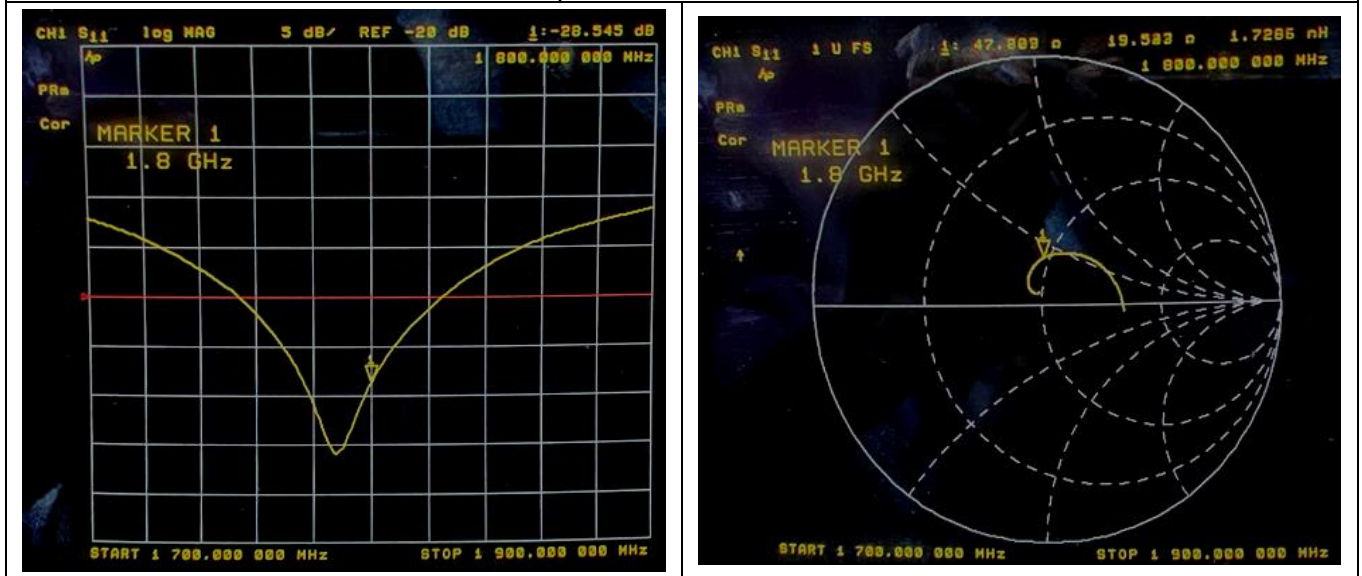 CH1 S11 log MAG 5 dB/ REF -20 dB 1:-28.545 dB
1 800.000 000 MHz
PRm
Cor
MARKER 1
1.8 GHz
START 1 700.000 000 MHz STOP 1 900.000 000 MHz
CH1 S11 1 U FS 1: 47.809 Ω 19.583 Ω 1.7286 nH
1 800.000 000 MHz
PRm
Cor
MARKER 1
1.8 GHz
START 1 700.000 000 MHz STOP 1 900.000 000 MHz